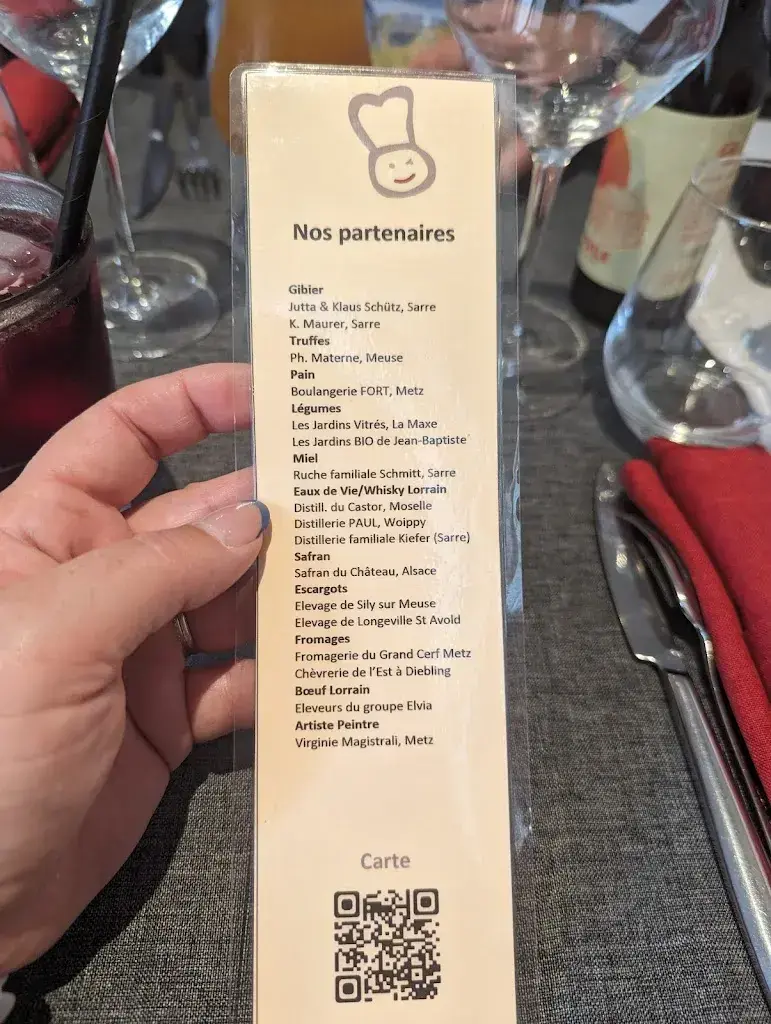 Nos partenaires
Gibier
Jutta & Klaus Schütz, Sarre
K. Maurer, Sarre
Truffes
Ph. Materne, Meuse
Pain
Boulangerie FORT, Metz
Légumes
Les Jardins Vitrés, La Maxe
Les Jardins BIO de Jean-Baptiste
Miel
Ruche familiale Schmitt, Sarre
Eaux de Vie/Whisky Lorrain
Distill. du Castor, Moselle
Distillerie PAUL, Woippy
Distillerie familiale Kiefer (Sarre)
Safran
Safran du Château, Alsace
Escargots
Elevage de Sily sur Meuse
Elevage de Longeville St Avold
Fromages
Fromagerie du Grand Cerf Metz
Chèvrerie de l'Est à Diebling
Bœuf Lorrain
Eleveurs du groupe Elvia
Artiste Peintre
Virginie Magistrali, Metz
Carte